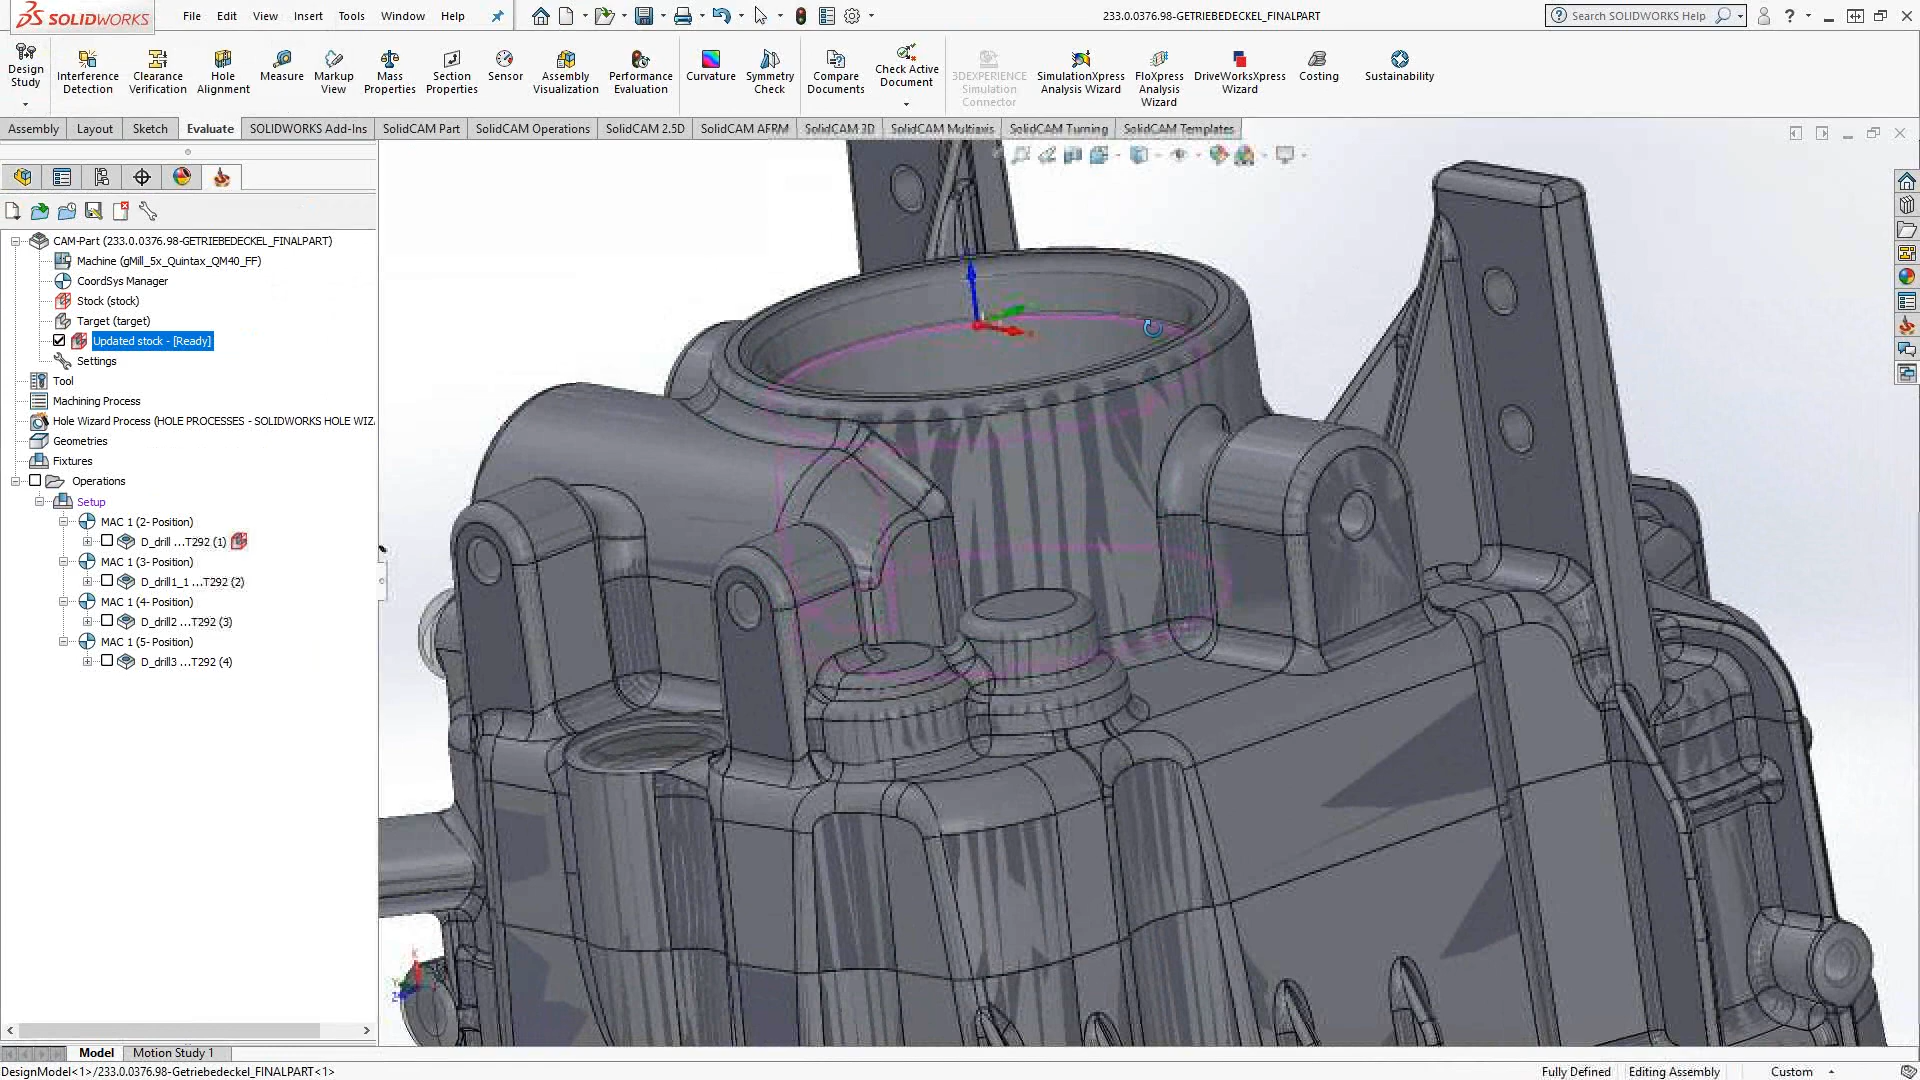 SOLIDWORKS
File Edit View Insert Tools Window Help
233.0.0376.98-GETRIEBEDECKEL_FINALPART
Search SOLIDWORKS Help
Design Study
Interference Detection
Clearance Verification
Hole Alignment
Measure
Markup View
Mass Properties
Section Properties
Sensor
Assembly Visualization
Performance Evaluation
Curvature
Symmetry Check
Compare Documents
Check Active Document
3DEXPERIENCE Simulation Connector
SimulationXpress Analysis Wizard
FloXpress Analysis Wizard
DriveWorksXpress Wizard
Costing
Sustainability
Assembly Layout Sketch Evaluate SOLIDWORKS Add-Ins SolidCAM Part SolidCAM Operations SolidCAM 2.5D SolidCAM AFRM SolidCAM 3D SolidCAM Multiaxis SolidCAM Turning SolidCAM Templates
CAM-Part (233.0.0376.98-GETRIEBEDECKEL_FINALPART)
Machine (gMill_5x_Quintax_QM40_FF)
CoordSys Manager
Stock (stock)
Target (target)
Updated stock - [Ready]
Settings
Tool
Machining Process
Hole Wizard Process (HOLE PROCESSES - SOLIDWORKS HOLE WIZ
Geometries
Fixtures
Operations
Setup
MAC 1 (2- Position)
D_drill ...T292 (1)
MAC 1 (3- Position)
D_drill1_1 ...T292 (2)
MAC 1 (4- Position)
D_drill2 ...T292 (3)
MAC 1 (5- Position)
D_drill3 ...T292 (4)
Model Motion Study 1
DesignModel<1>/233.0.0376.98-Getriebedeckel_FINALPART<1>
Fully Defined Editing Assembly Custom